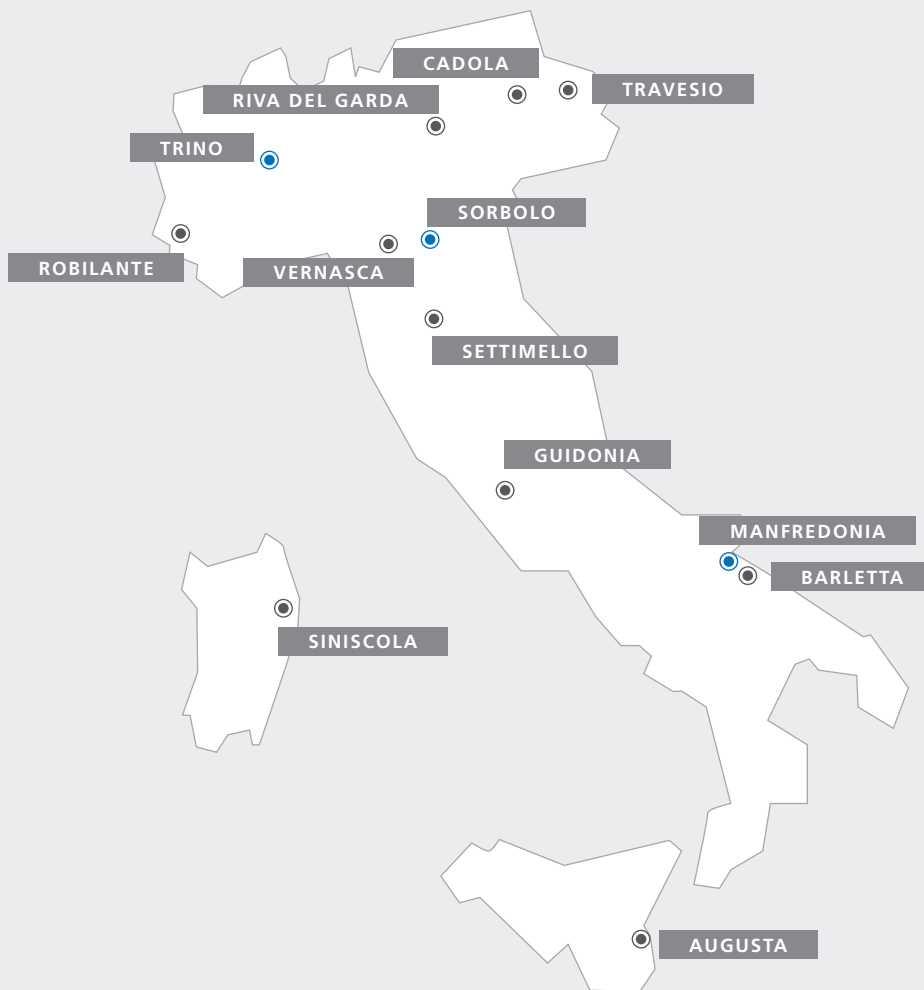 CADOLA
TRAVESIO
RIVA DEL GARDA
TRINO
SORBOLO
ROBILANTE
VERNASCA
SETTIMELLO
GUIDONIA
MANFREDONIA
BARLETTA
SINISCOLA
AUGUSTA